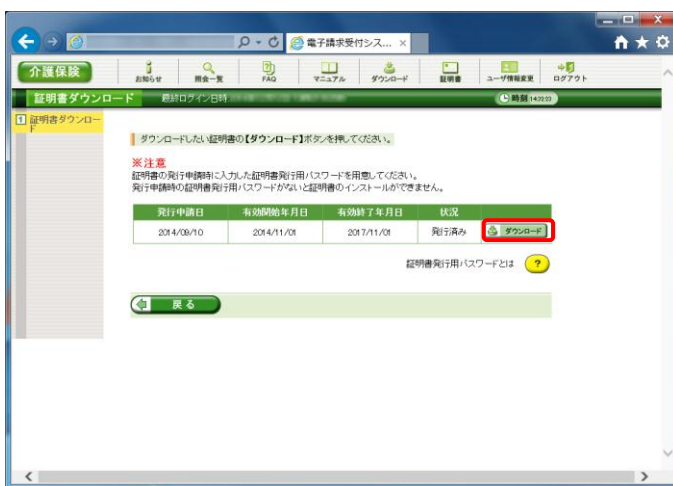 電子請求受付シス... ×
介護保険
お知らせ 照会一覧 FAQ マニュアル ダウンロード 証明書 ユーザ情報変更 ログアウト
証明書ダウンロード 最終ログイン日時
時刻
1 証明書ダウンロー
ド
ダウンロードしたい証明書の【ダウンロード】ボタンを押してください。
※注意
証明書の発行申請時に入力した証明書発行用パスワードを用意してください。
発行申請時の証明書発行用パスワードがないと証明書のインストールができません。
発行申請日 有効開始年月日 有効終了年月日 状況
2014/09/10 2014/11/01 2017/11/01 発行済み ダウンロード
証明書発行用パスワードとは ?
戻る